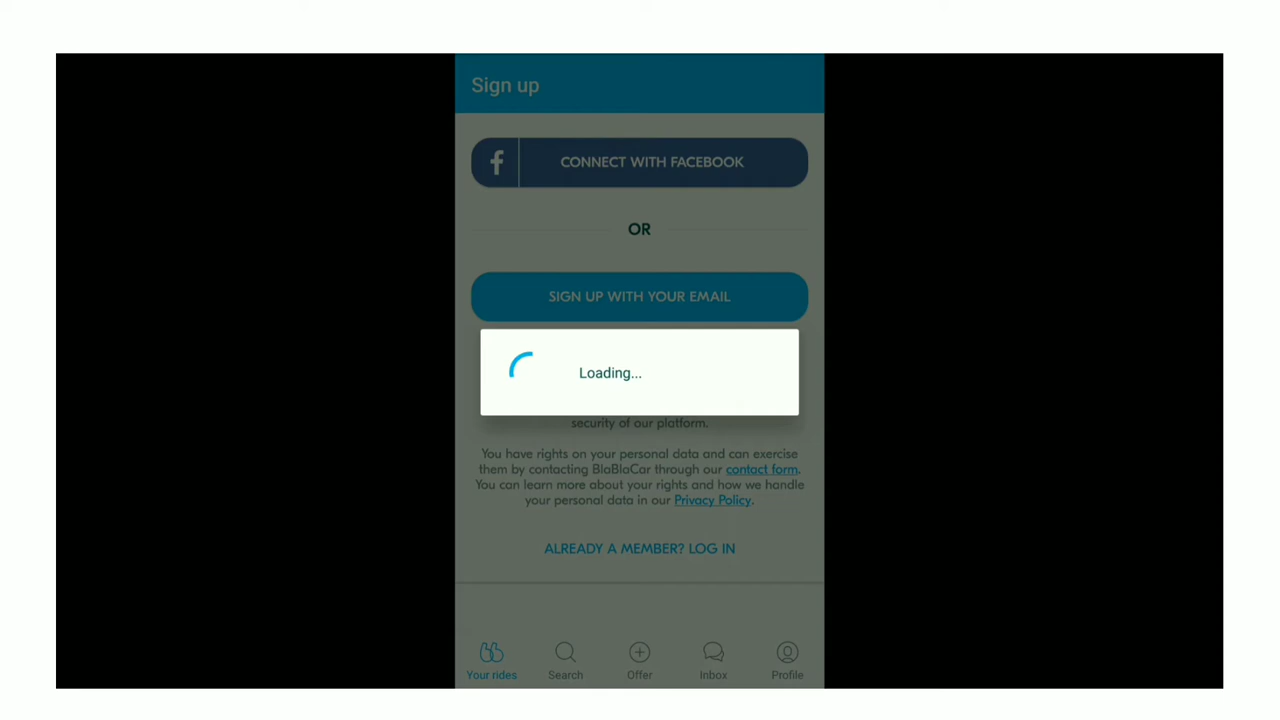 Sign up
f
CONNECT WITH FACEBOOK
OR
SIGN UP WITH YOUR EMAIL
Loading...
security of our platform.
You have rights on your personal data and can exercise
them by contacting BlaBlaCar through our contact form.
You can learn more about your rights and how we handle
your personal data in our Privacy Policy.
ALREADY A MEMBER? LOG IN
Your rides Search Offer Inbox Profile